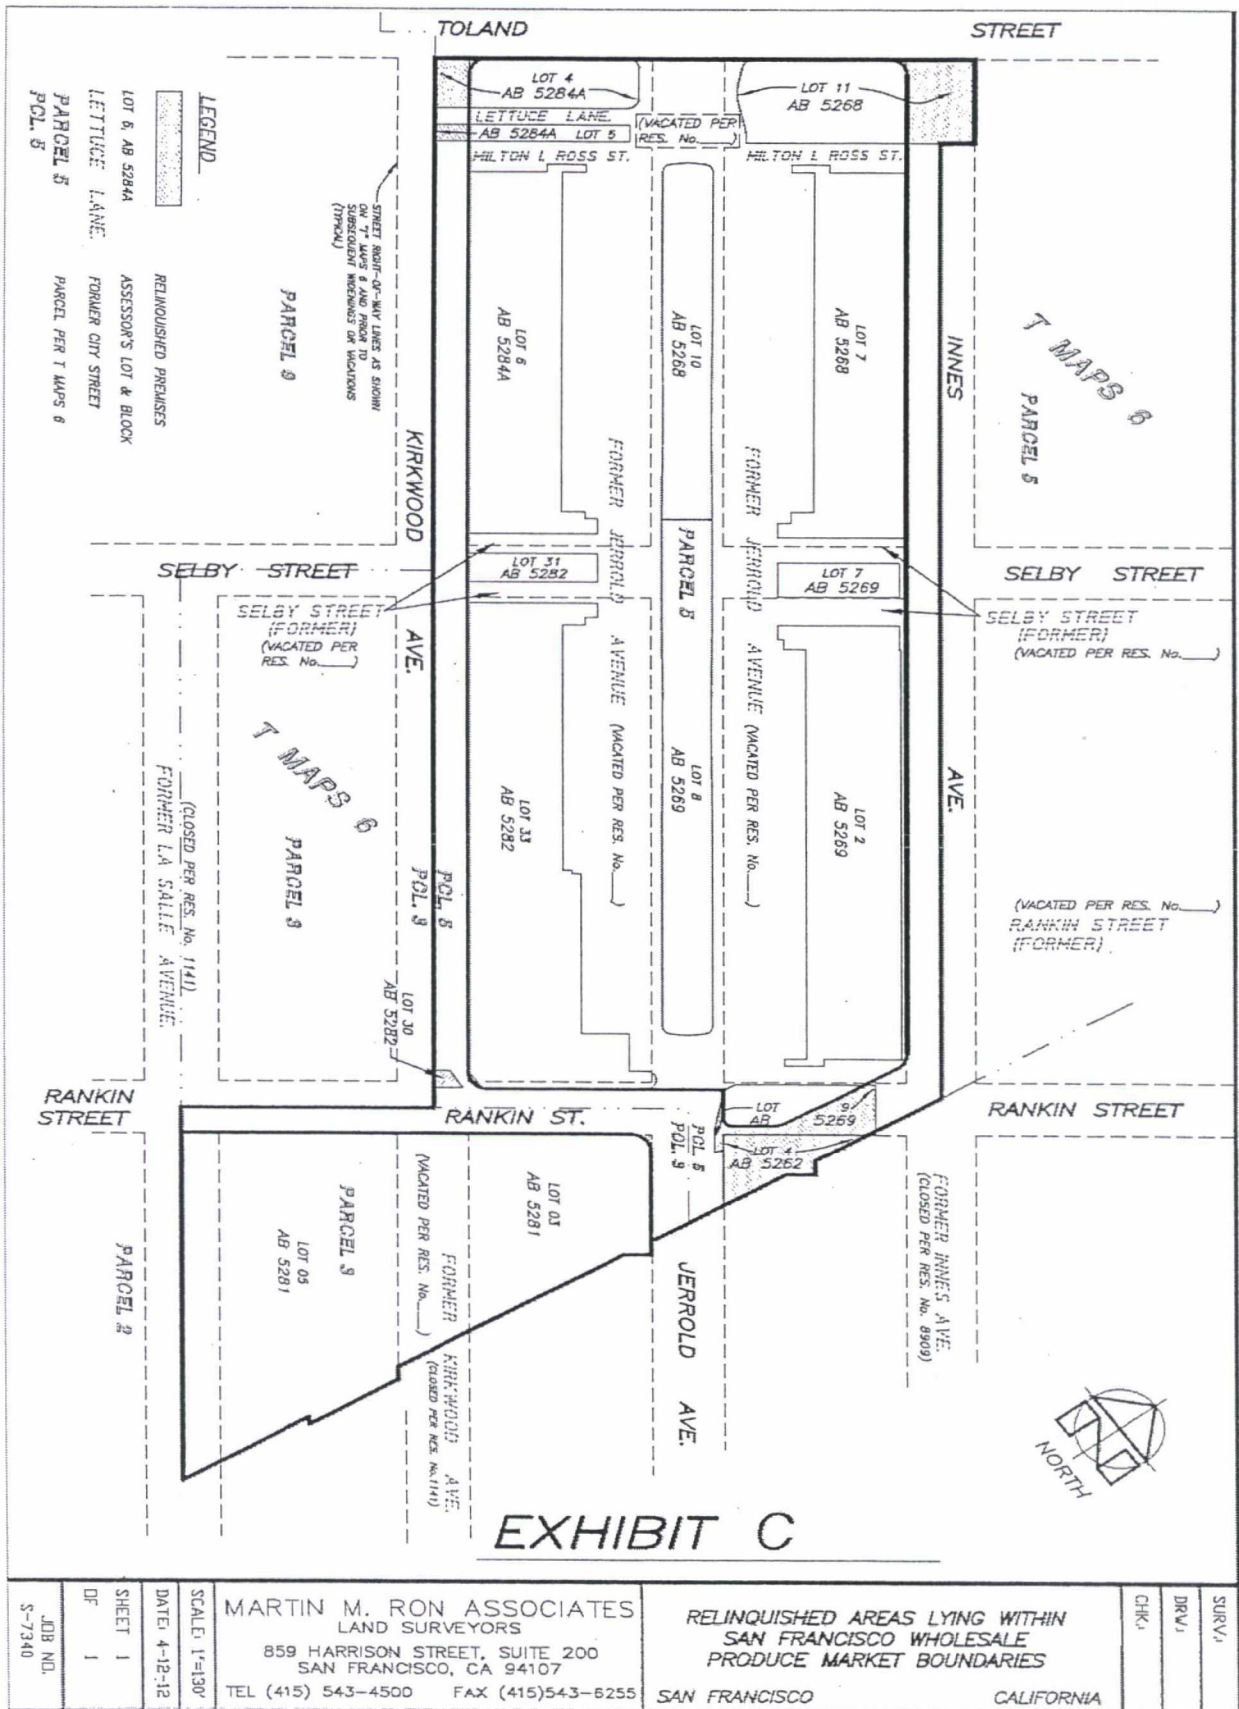 TOLAND STREET
LOT 4
AB 5284A
LETTUCE LANE.
AB 5284A LOT 5
HILTON L ROSS ST.
(VACATED PER
RES. No.____)
LOT 11
AB 5268
HILTON L ROSS ST.
LEGEND
RELINQUISHED PREMISES
LOT 6, AB 5284A ASSESSOR'S LOT & BLOCK
LETTUCE LANE. FORMER CITY STREET
PARCEL 5
PCL. 5
PARCEL PER T MAPS 6
STREET RIGHT-OF-WAY LINES AS SHOWN
ON "T" MAPS 6 AND PRIOR TO
SUBSEQUENT WIDENINGS OR VACATIONS
(TYPICAL)
PARCEL 9
LOT 6
AB 5284A
LOT 10
AB 5268
LOT 7
AB 5268
INNES AVE.
T MAPS 6
PARCEL 5
KIRKWOOD AVE.
FORMER JERROLD AVENUE (VACATED PER RES. No.____)
PARCEL 5
FORMER JERROLD AVENUE (VACATED PER RES. No.____)
SELBY STREET
LOT 31
AB 5282
LOT 7
AB 5269
SELBY STREET
SELBY STREET
(FORMER)
(VACATED PER
RES. No.____)
SELBY STREET
(FORMER)
(VACATED PER RES. No.____)
T MAPS 6
PARCEL 9
(CLOSED PER RES. No. 1141)
FORMER LA SALLE AVENUE.
LOT 33
AB 5282
LOT 8
AB 5269
LOT 2
AB 5269
PCL. 5
PCL. 9
(VACATED PER RES. No.____)
RANKIN STREET
(FORMER)
LOT 30
AB 5282
RANKIN
STREET
RANKIN ST.
LOT 9
AB 5269
RANKIN STREET
PCL 5
PCL. 9
LOT 4
AB 5262
PARCEL 9
LOT 05
AB 5281
(VACATED PER RES. No.____)
FORMER KIRKWOOD AVE.
(CLOSED PER RES. No.1141)
LOT 03
AB 5281
JERROLD AVE.
FORMER INNES AVE.
(CLOSED PER RES. No. 8909)
NORTH
EXHIBIT C
JOB NO.
S-7340
SHEET 1
OF 1
DATE: 4-12-12
SCALE: 1"=130'
MARTIN M. RON ASSOCIATES
LAND SURVEYORS
859 HARRISON STREET, SUITE 200
SAN FRANCISCO, CA 94107
TEL (415) 543-4500 FAX (415)543-6255
RELINQUISHED AREAS LYING WITHIN
SAN FRANCISCO WHOLESALE
PRODUCE MARKET BOUNDARIES
SAN FRANCISCO CALIFORNIA
CHK.:
DRW.:
SURV.: